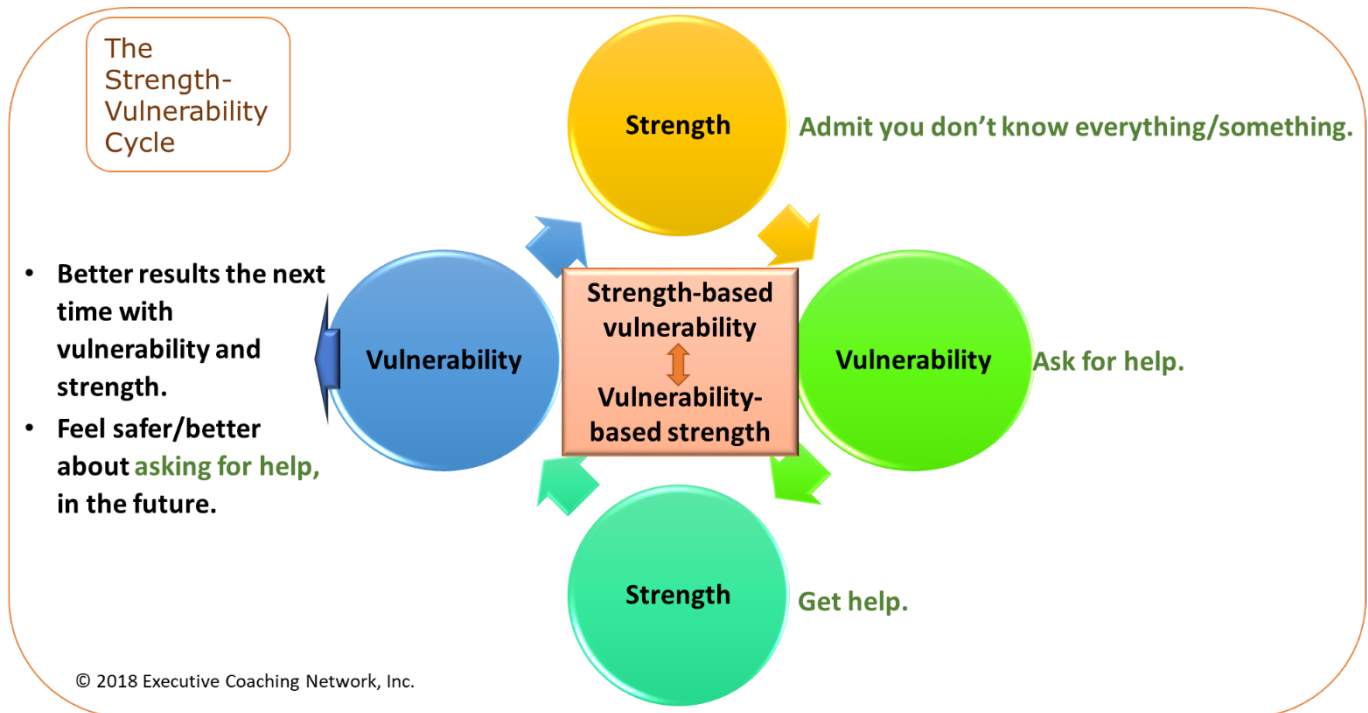 The
Strength-
Vulnerability
Cycle
Strength
Admit you don’t know everything/something.
• Better results the next
time with
vulnerability and
strength.
• Feel safer/better
about asking for help,
in the future.
Vulnerability
Strength-based
vulnerability
Vulnerability-
based strength
Vulnerability
Ask for help.
Strength
Get help.
© 2018 Executive Coaching Network, Inc.